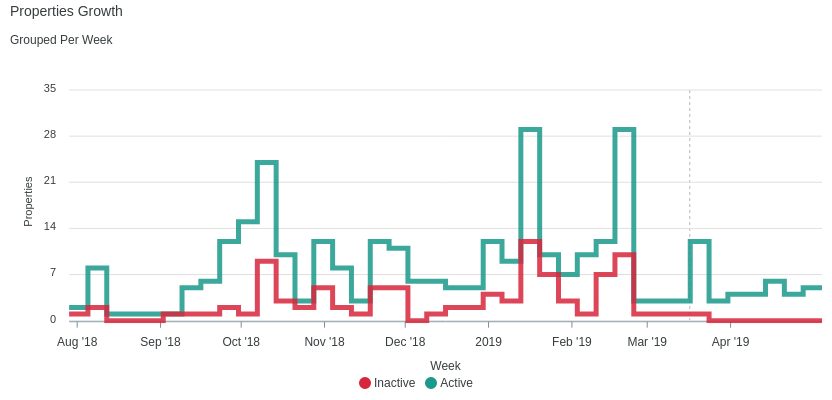 Properties Growth
Grouped Per Week
35
28
21
14
7
0
Properties
Aug '18 Sep '18 Oct '18 Nov '18 Dec '18 2019 Feb '19 Mar '19 Apr '19
Week
Inactive Active